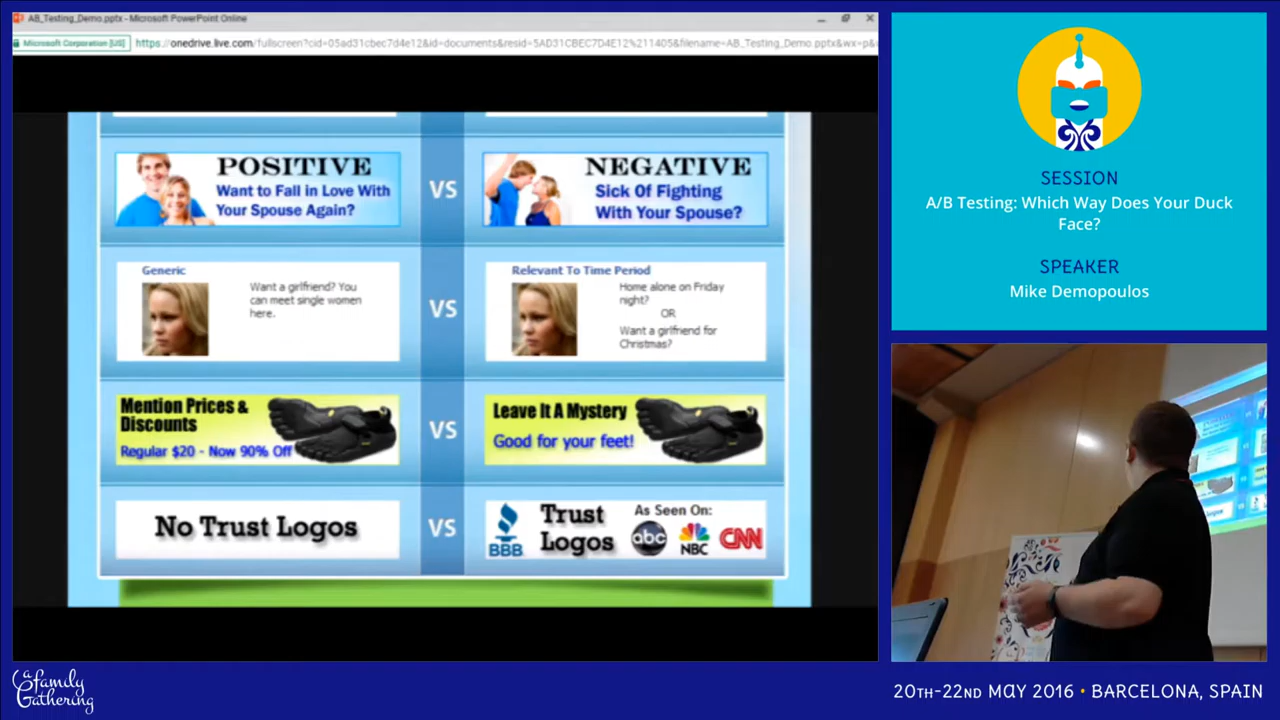 AB_Testing_Demo.pptx - Microsoft PowerPoint Online
Microsoft Corporation [US]
https://onedrive.live.com/fullscreen?cid=05ad31cbec7d4e12&id=documents&resid=5AD31CBEC7D4E12%211405&filename=AB_Testing_Demo.pptx&wx=p&
POSITIVE
Want to Fall in Love With
Your Spouse Again?
VS
NEGATIVE
Sick Of Fighting
With Your Spouse?
Generic
Want a girlfriend? You
can meet single women
here.
VS
Relevant To Time Period
Home alone on Friday
night?
OR
Want a girlfriend for
Christmas?
Mention Prices &
Discounts
Regular $20 - Now 90% Off
VS
Leave It A Mystery
Good for your feet!
No Trust Logos
VS
BBB
Trust
Logos
As Seen On:
abc
NBC
CNN
SESSION
A/B Testing: Which Way Does Your Duck
Face?
SPEAKER
Mike Demopoulos
a family
Gathering
20TH-22ND MAY 2016 • BARCELONA, SPAIN